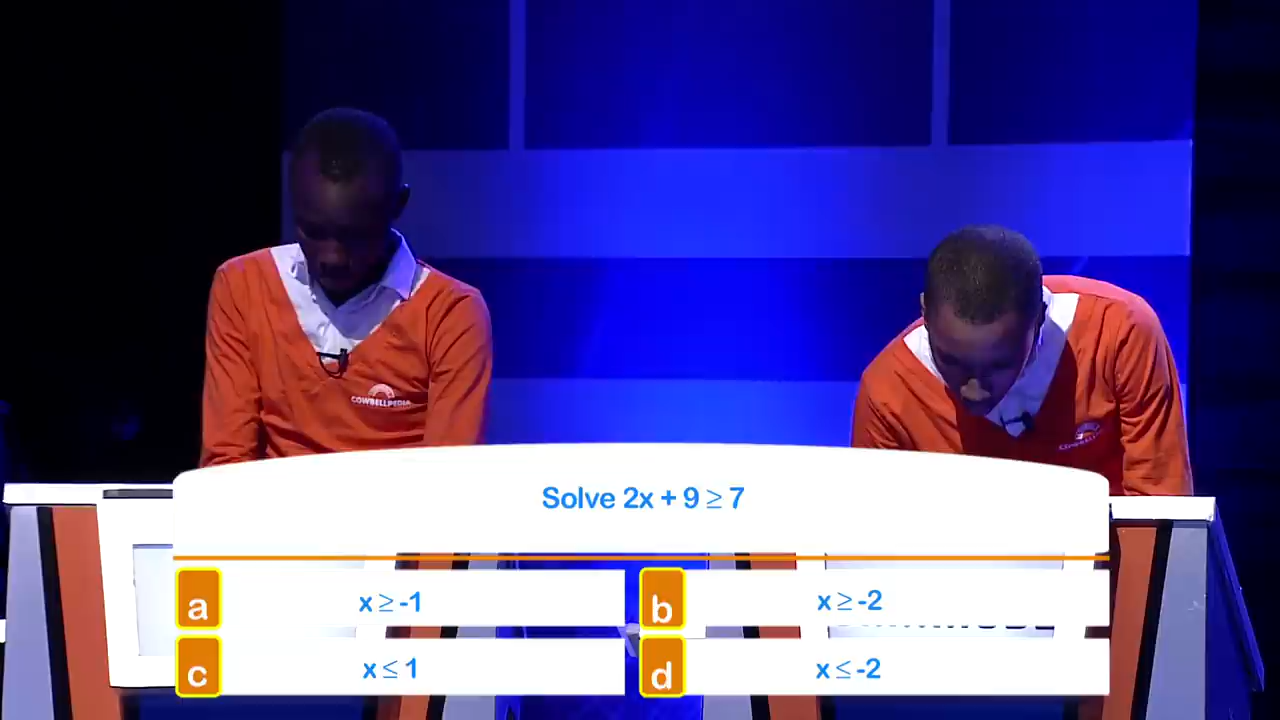 COWBELLPEDIA
Solve 2x + 9 ≥ 7
a
x ≥ -1
b
x ≥ -2
c
x ≤ 1
d
x ≤ -2